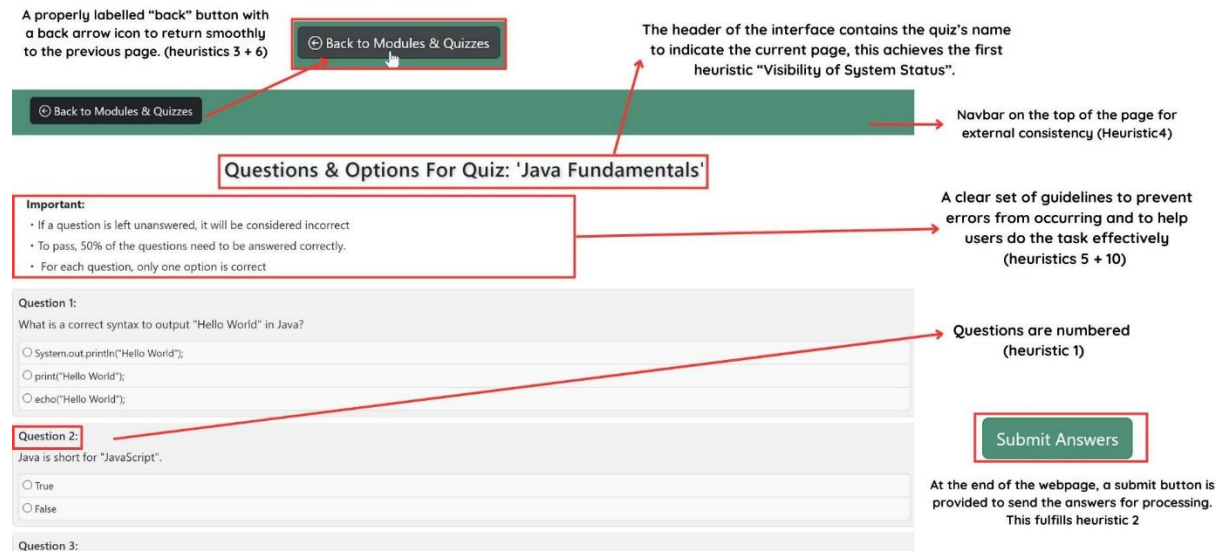 A properly labelled “back” button with
a back arrow icon to return smoothly
to the previous page. (heuristics 3 + 6)
Back to Modules & Quizzes
The header of the interface contains the quiz’s name
to indicate the current page, this achieves the first
heuristic “Visibility of System Status”.
Back to Modules & Quizzes
Navbar on the top of the page for
external consistency (Heuristic4)
Questions & Options For Quiz: 'Java Fundamentals'
Important:
• If a question is left unanswered, it will be considered incorrect
• To pass, 50% of the questions need to be answered correctly.
• For each question, only one option is correct
A clear set of guidelines to prevent
errors from occurring and to help
users do the task effectively
(heuristics 5 + 10)
Question 1:
What is a correct syntax to output "Hello World" in Java?
System.out.println("Hello World");
print("Hello World");
echo("Hello World");
Questions are numbered
(heuristic 1)
Question 2:
Java is short for "JavaScript".
True
False
Submit Answers
At the end of the webpage, a submit button is
provided to send the answers for processing.
This fulfills heuristic 2
Question 3: